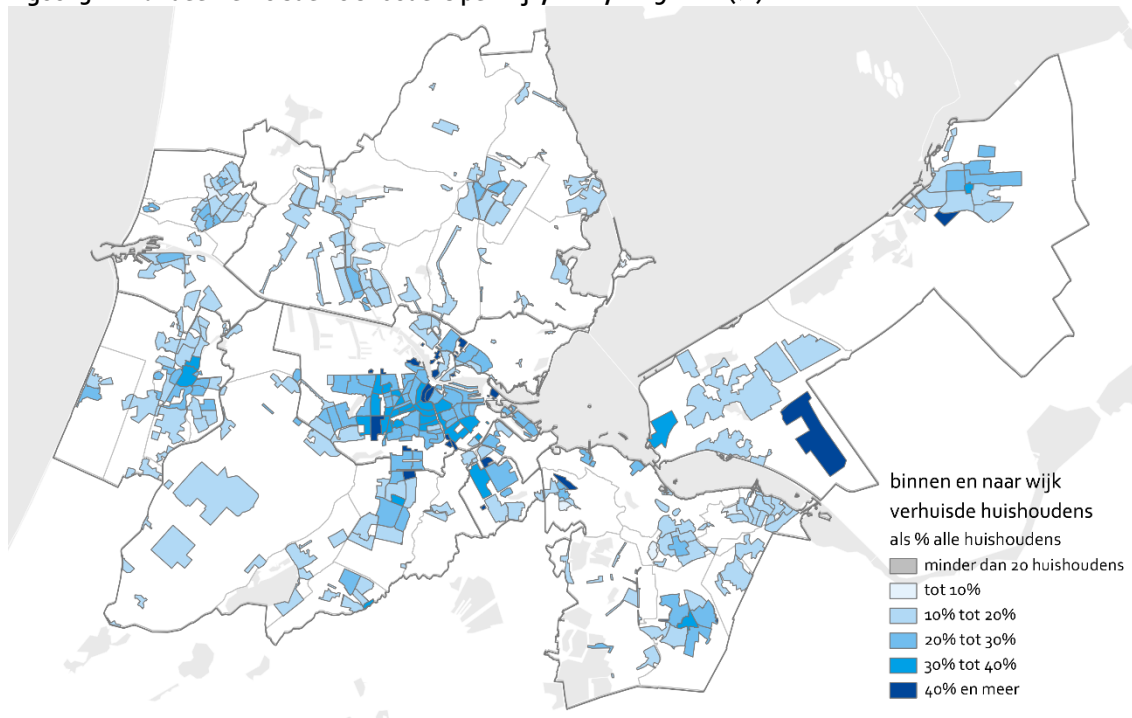 binnen en naar wijk
verhuisde huishoudens
als % alle huishoudens
minder dan 20 huishoudens
tot 10%
10% tot 20%
20% tot 30%
30% tot 40%
40% en meer